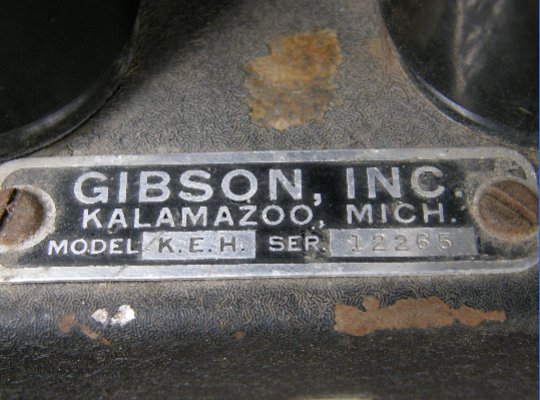 GIBSON, INC.
KALAMAZOO, MICH.
MODEL K.E.H. SER. 12265